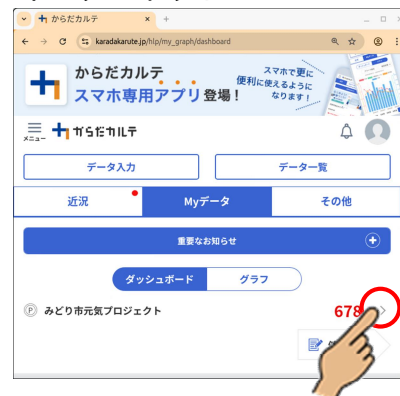 からだカルテ
karadakarute.jp/hlp/my_graph/dashboard
からだカルテ
スマホ専用アプリ登場！
スマホで更に
便利に使えるように
なります！
メニュー
からだカルテ
データ入力
データ一覧
近況
Myデータ
その他
重要なお知らせ
ダッシュボード
グラフ
P みどり市元気プロジェクト
678